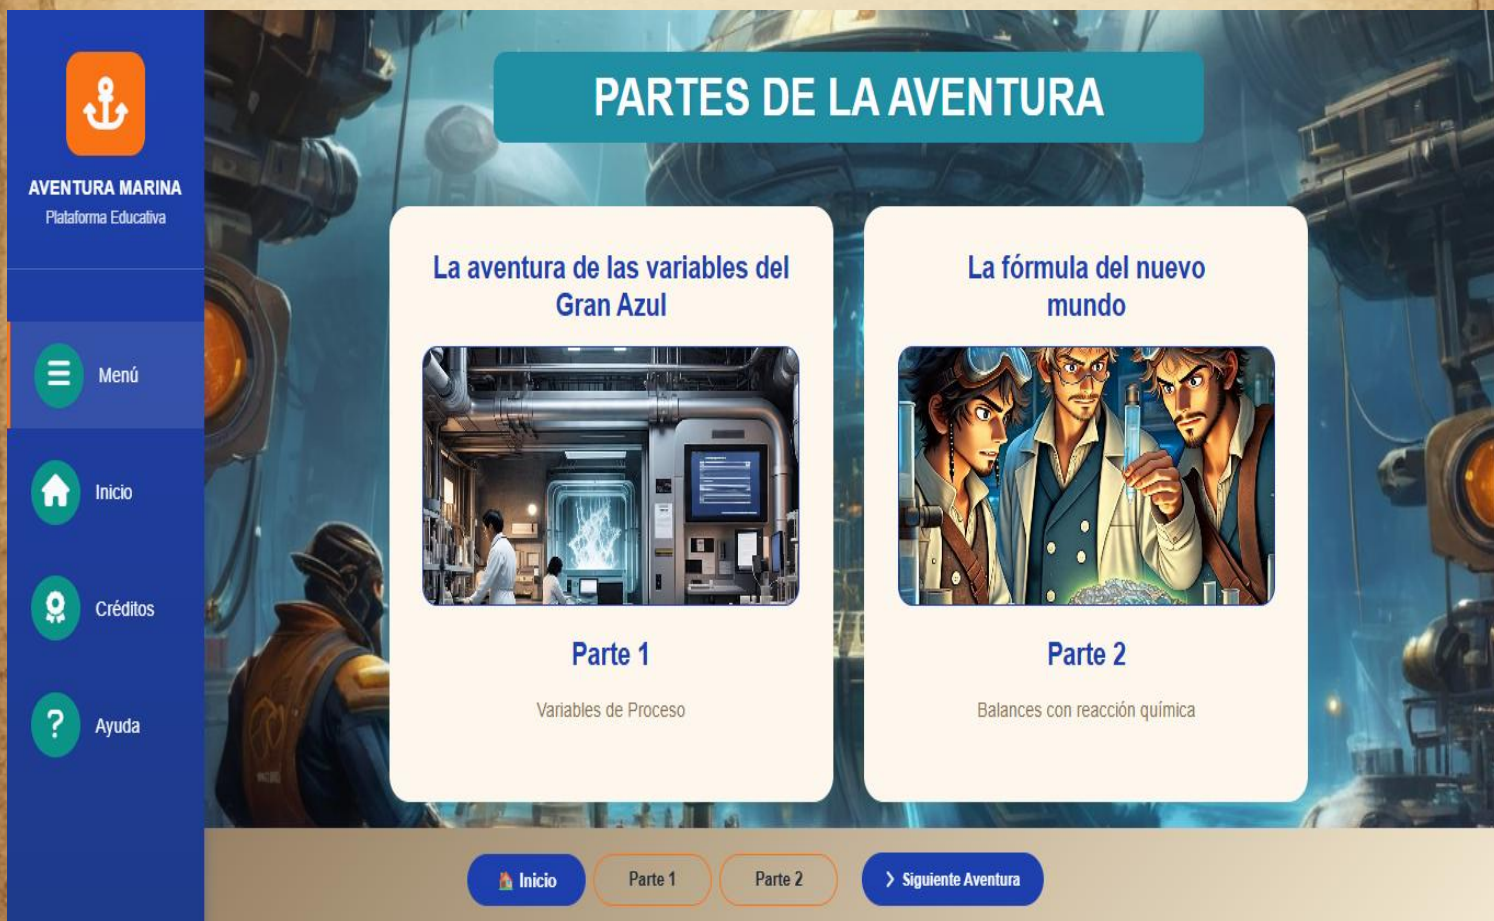 AVENTURA MARINA
Plataforma Educativa
Menú
Inicio
Créditos
?
Ayuda
PARTES DE LA AVENTURA
La aventura de las variables del
Gran Azul
Parte 1
Variables de Proceso
La fórmula del nuevo
mundo
Parte 2
Balances con reacción química
Inicio
Parte 1
Parte 2
Siguiente Aventura